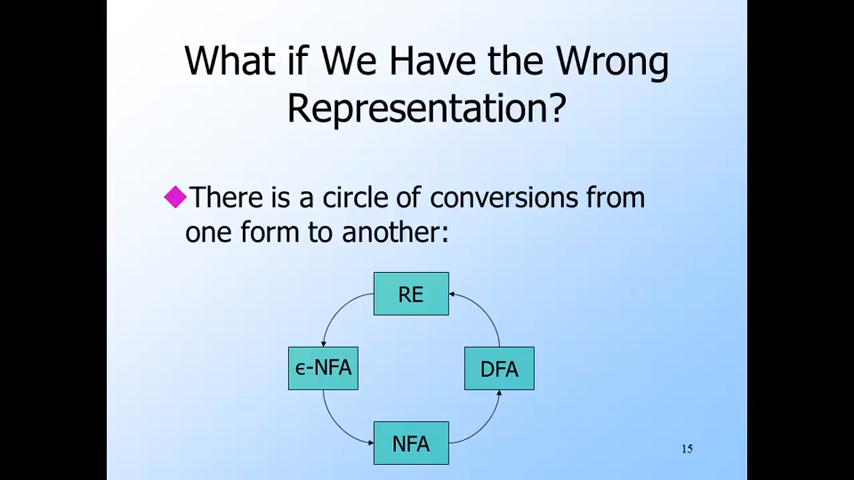 What if We Have the Wrong
Representation?
There is a circle of conversions from
one form to another:
RE
ϵ-NFA
DFA
NFA
15